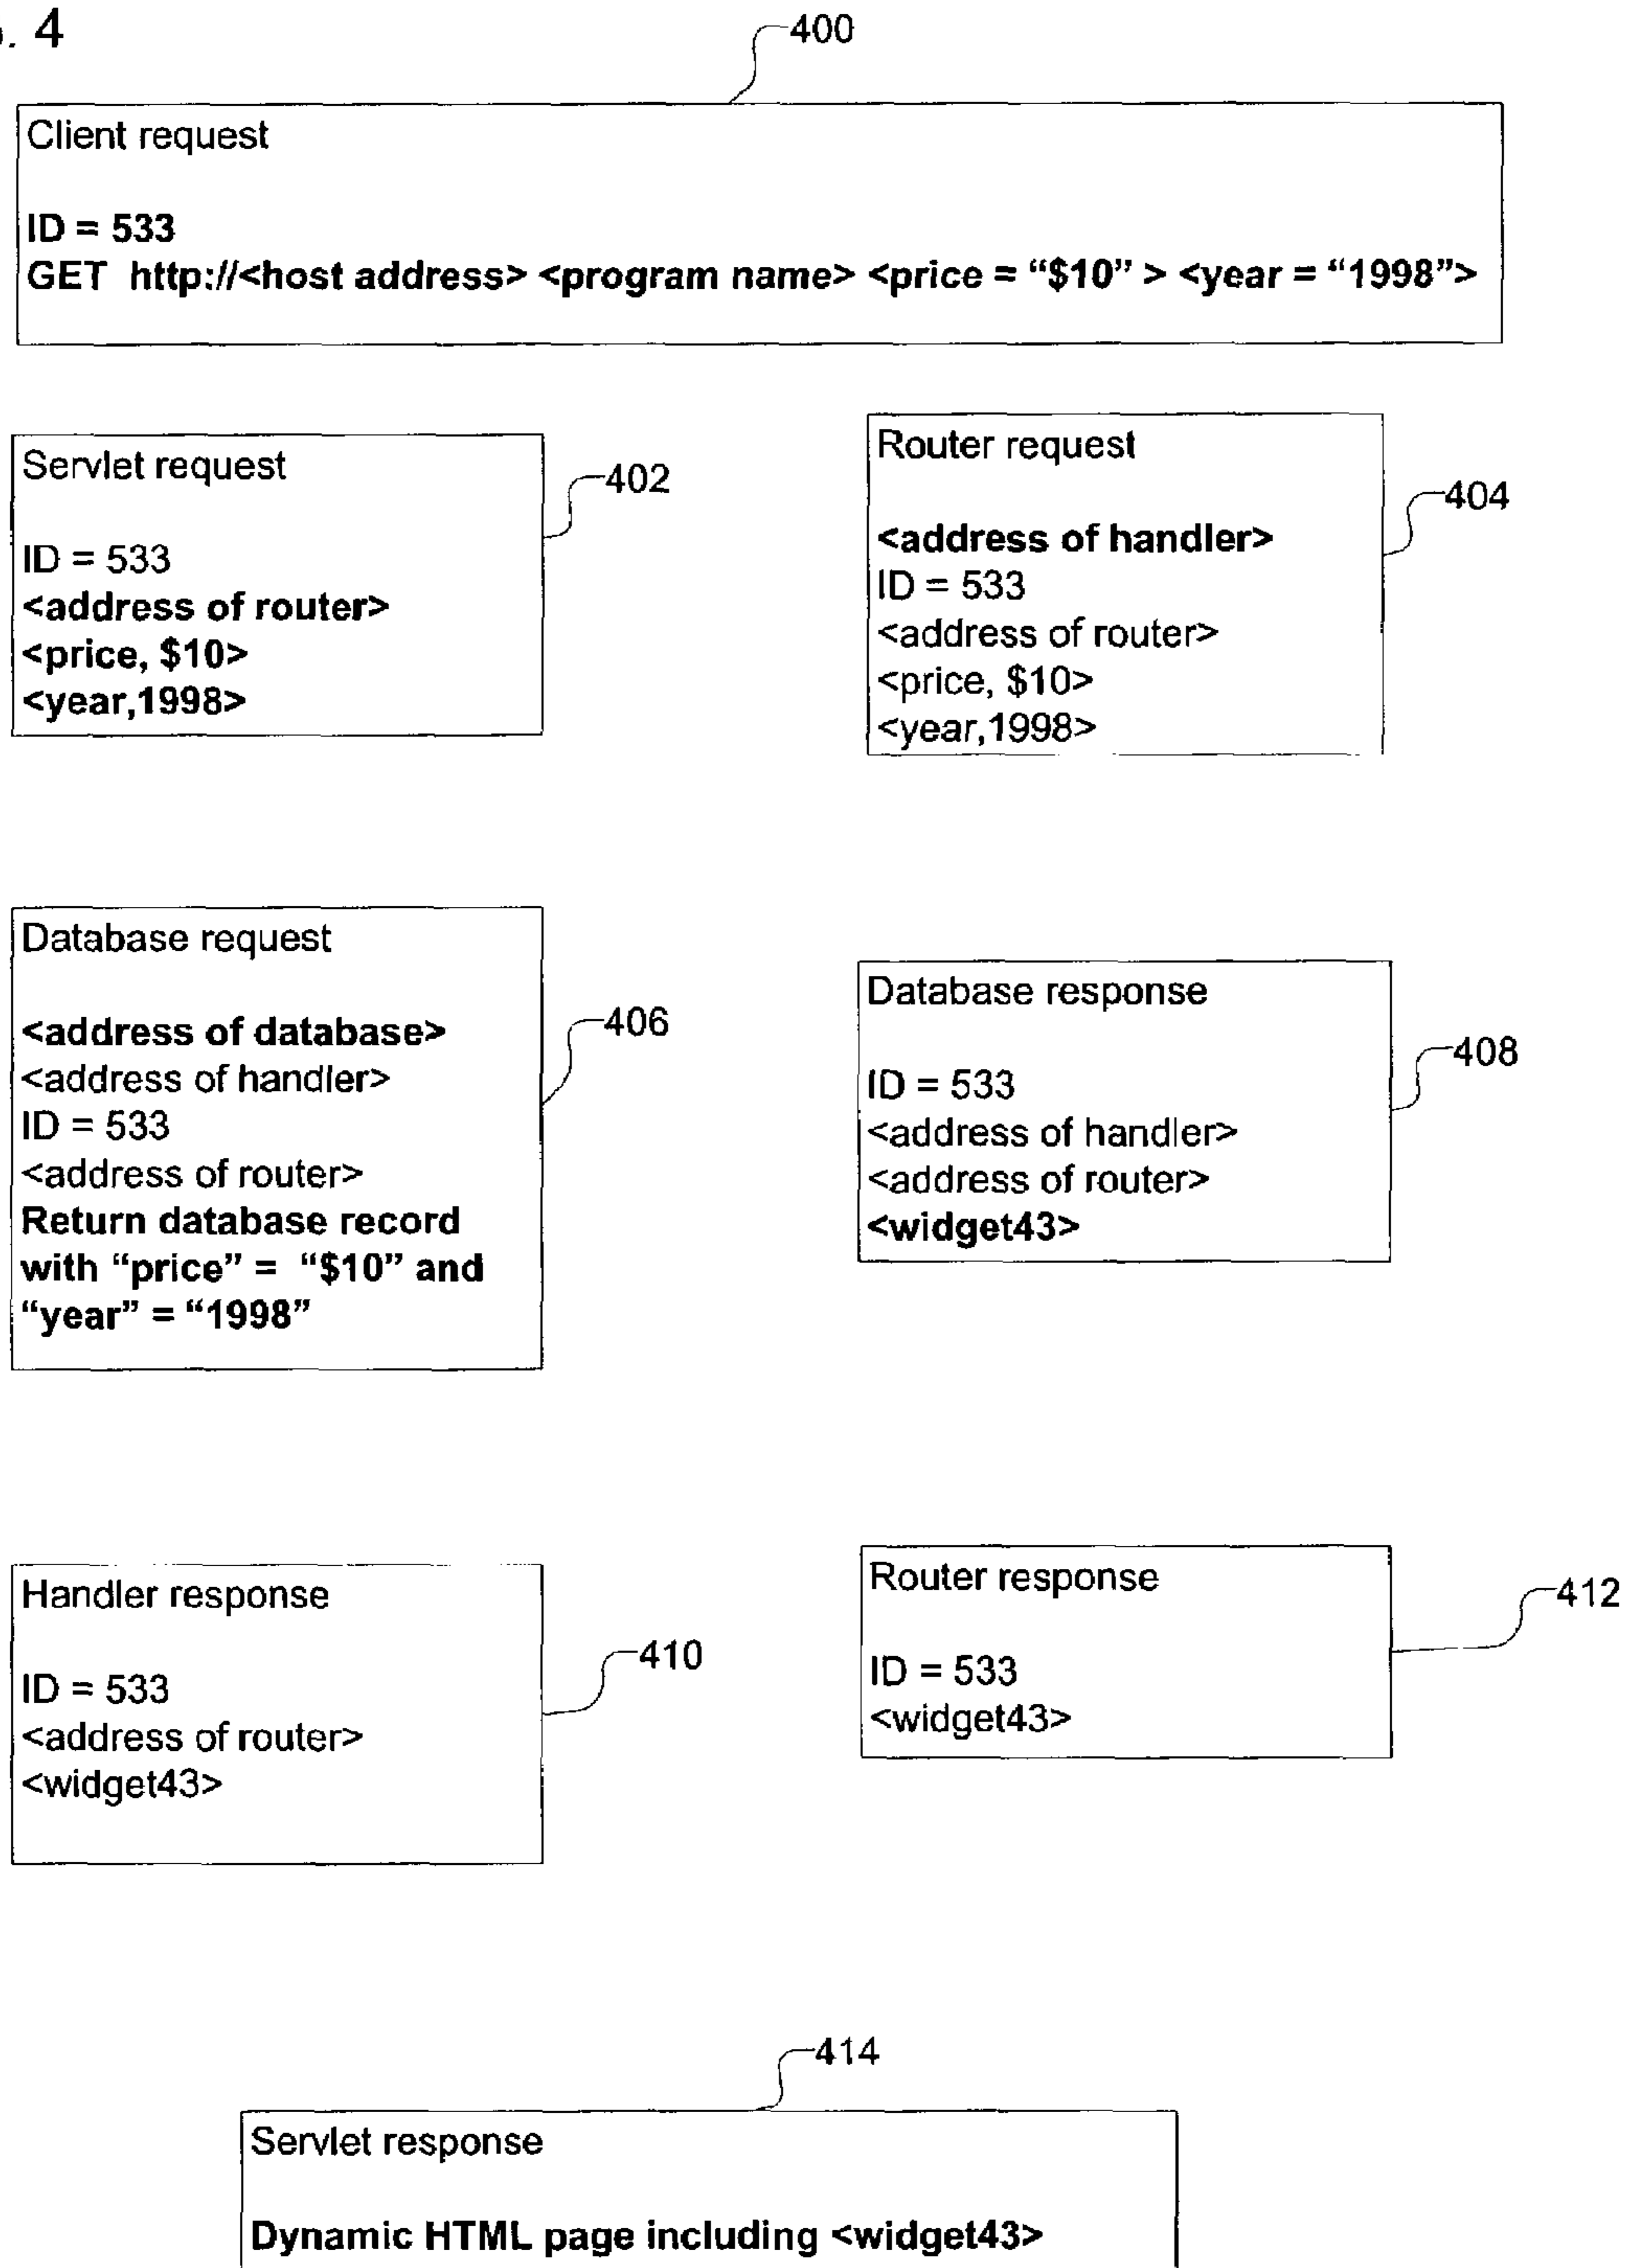 . 4
400
Client request
ID = 533
GET http://<host address> <program name> <price = “$10” > <year = “1998”>
Servlet request
ID = 533
<address of router>
<price, $10>
<year,1998>
402
Router request
<address of handler>
ID = 533
<address of router>
<price, $10>
<year,1998>
404
Database request
<address of database>
<address of handler>
ID = 533
<address of router>
Return database record
with “price” = “$10” and
“year” = “1998”
406
Database response
ID = 533
<address of handler>
<address of router>
<widget43>
408
Handler response
ID = 533
<address of router>
<widget43>
410
Router response
ID = 533
<widget43>
412
414
Servlet response
Dynamic HTML page including <widget43>